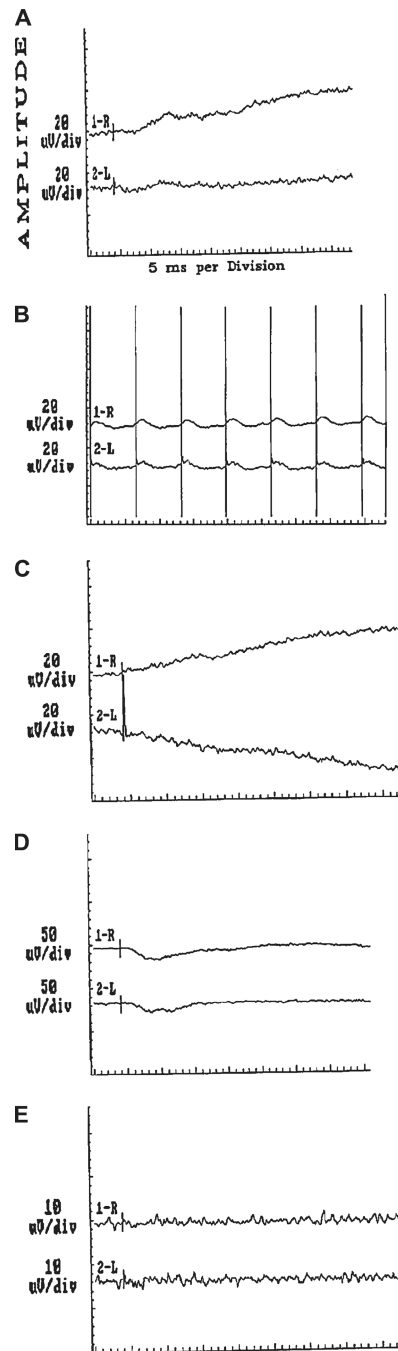 A
AMPLITUDE
20
uV/div
1-R
20
uV/div
2-L
5 ms per Division
B
20
uV/div
1-R
20
uV/div
2-L
C
20
uV/div
1-R
20
uV/div
2-L
D
50
uV/div
1-R
50
uV/div
2-L
E
10
uV/div
1-R
10
uV/div
2-L